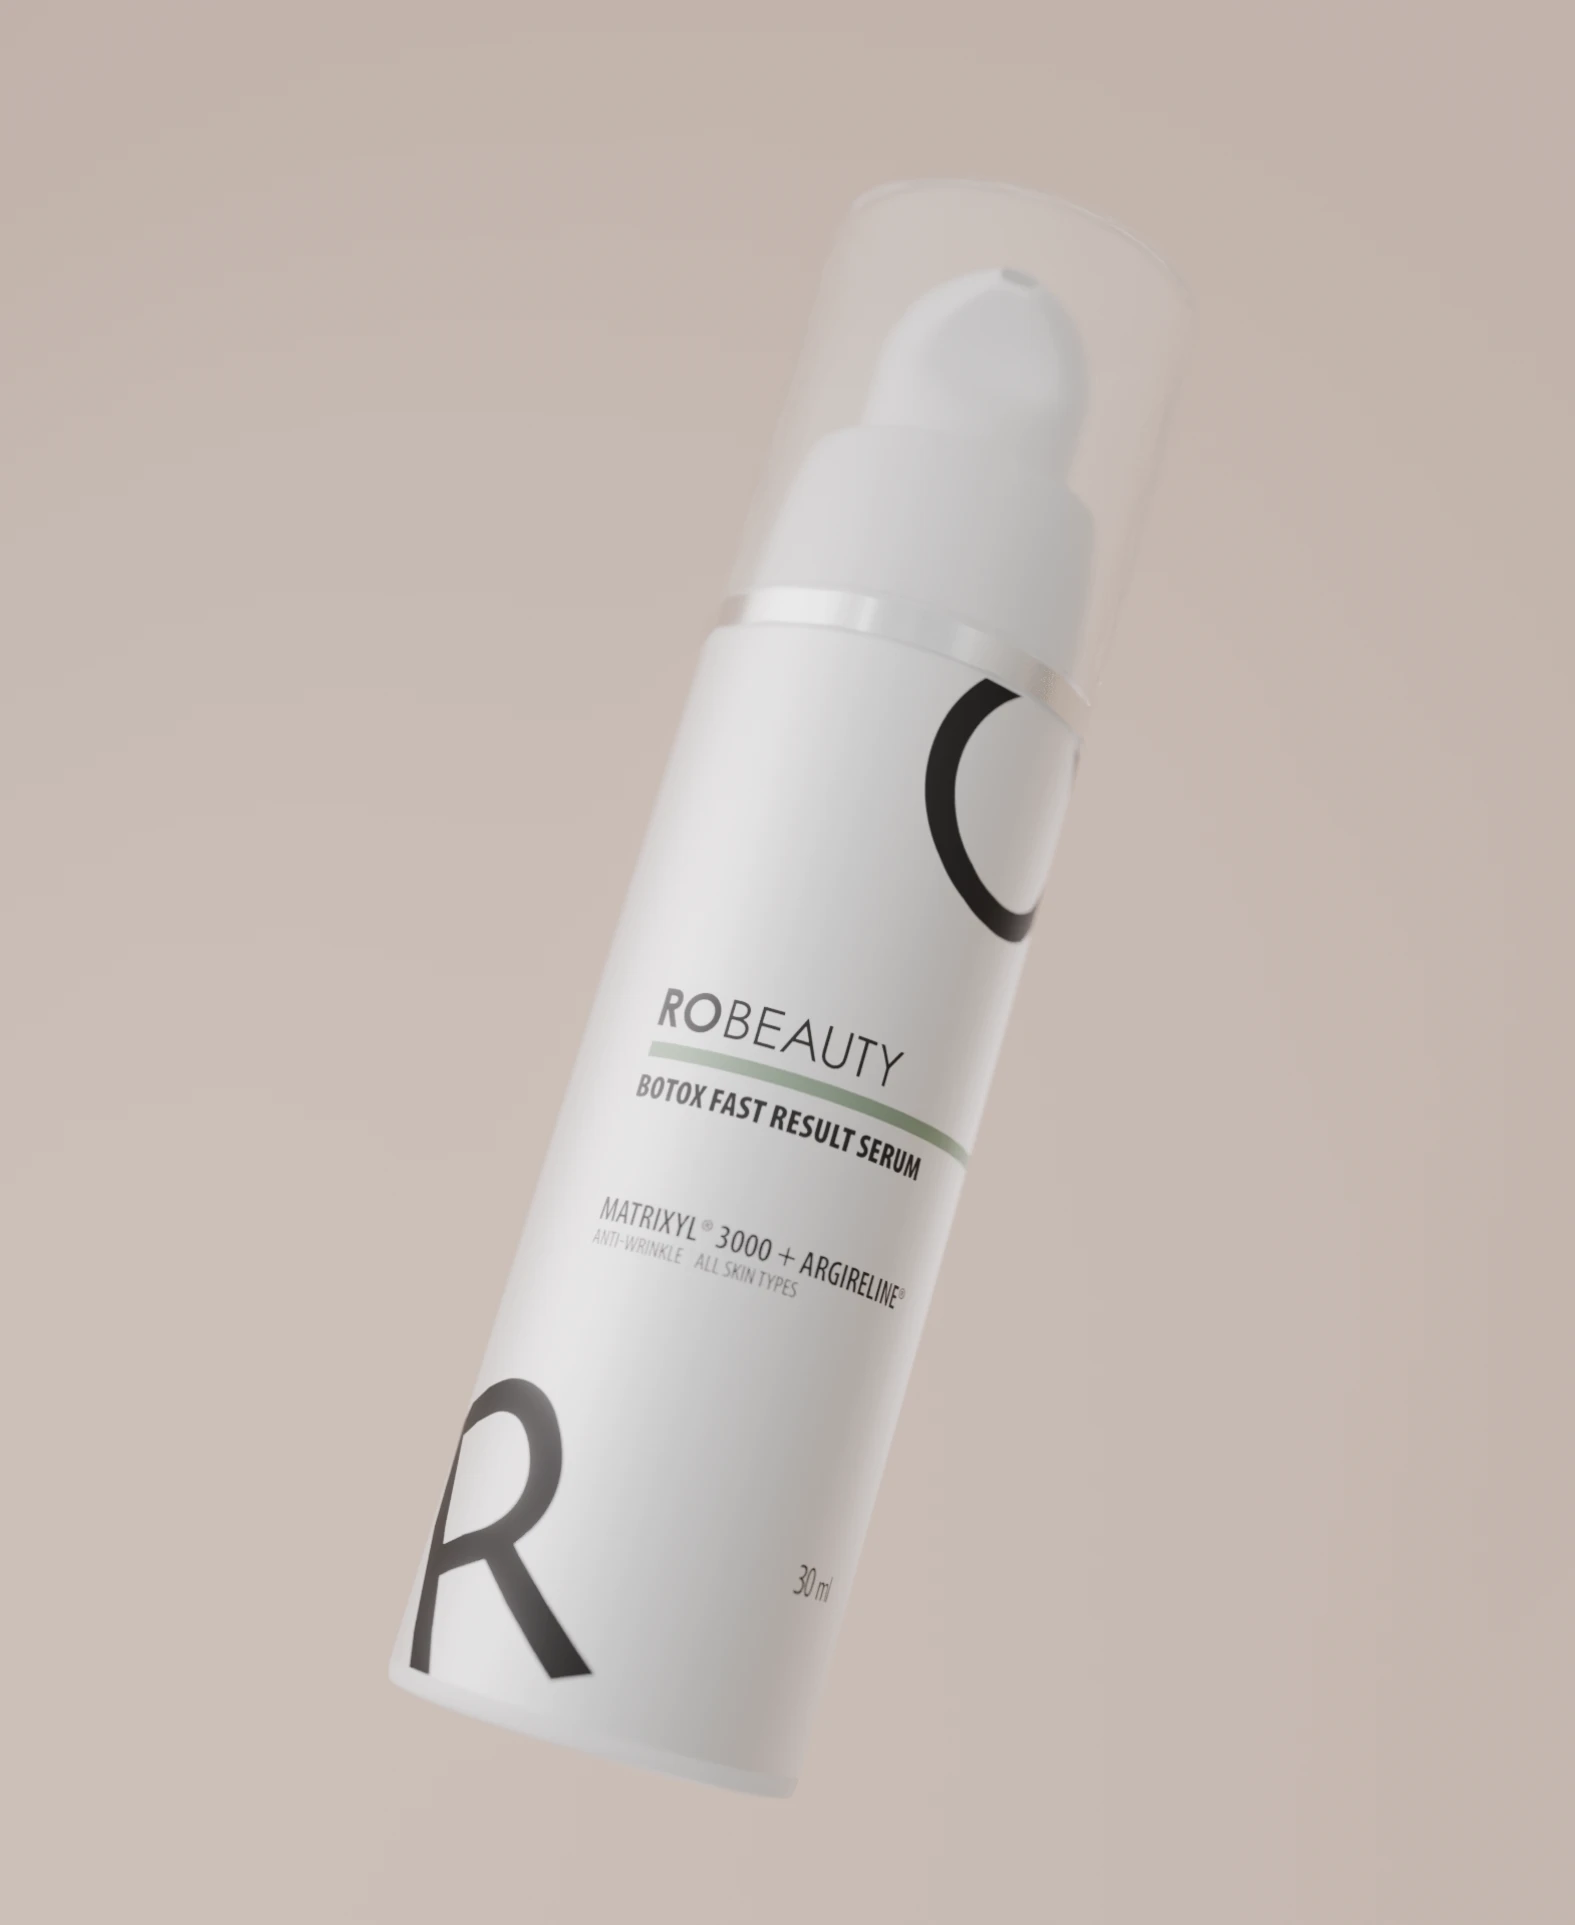 O
ROBEAUTY
BOTOX FAST RESULT SERUM
MATRIXYL® 3000 + ARGIRELINE®
ANTI-WRINKLE ALL SKIN TYPES
R
30 ml